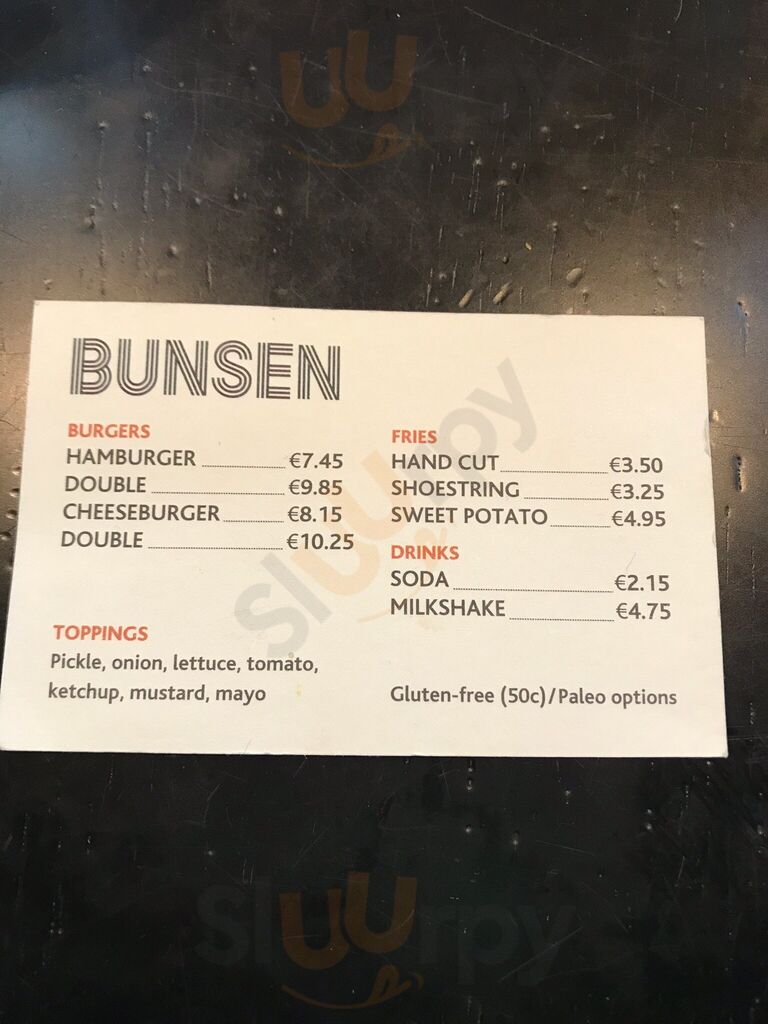 BUNSEN
BURGERS
HAMBURGER €7.45
DOUBLE €9.85
CHEESEBURGER €8.15
DOUBLE €10.25
TOPPINGS
Pickle, onion, lettuce, tomato,
ketchup, mustard, mayo
FRIES
HAND CUT €3.50
SHOESTRING €3.25
SWEET POTATO €4.95
DRINKS
SODA €2.15
MILKSHAKE €4.75
Gluten-free (50c)/Paleo options
Sluurpy
Sluurpy